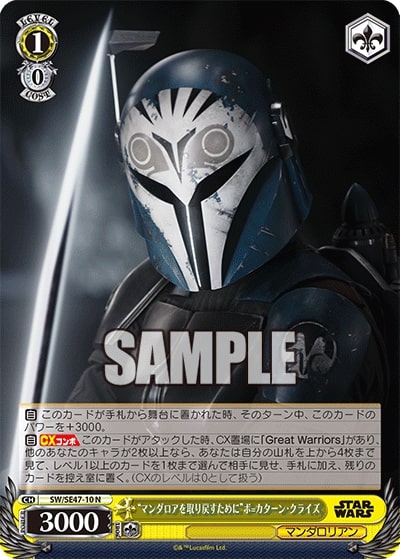 LEVEL
1
0
COST
SAMPLE
自 このカードが手札から舞台に置かれた時、そのターン中、このカードの
パワーを+3000。
自 CXコンボ このカードがアタックした時、CX置場に「Great Warriors」があり、
他のあなたのキャラが2枚以上なら、あなたは自分の山札を上から4枚まで
見て、レベル1以上のカードを1枚まで選んで相手に見せ、手札に加え、残りの
カードを控え室に置く。(CXのレベルは0として扱う)
CH SW/SE47-10 N
3000
POWER
"マンダロアを取り戻すために"ボ=カターン・クライズ
STAR WARS
マンダロリアン
©&™Lucasfilm Ltd.